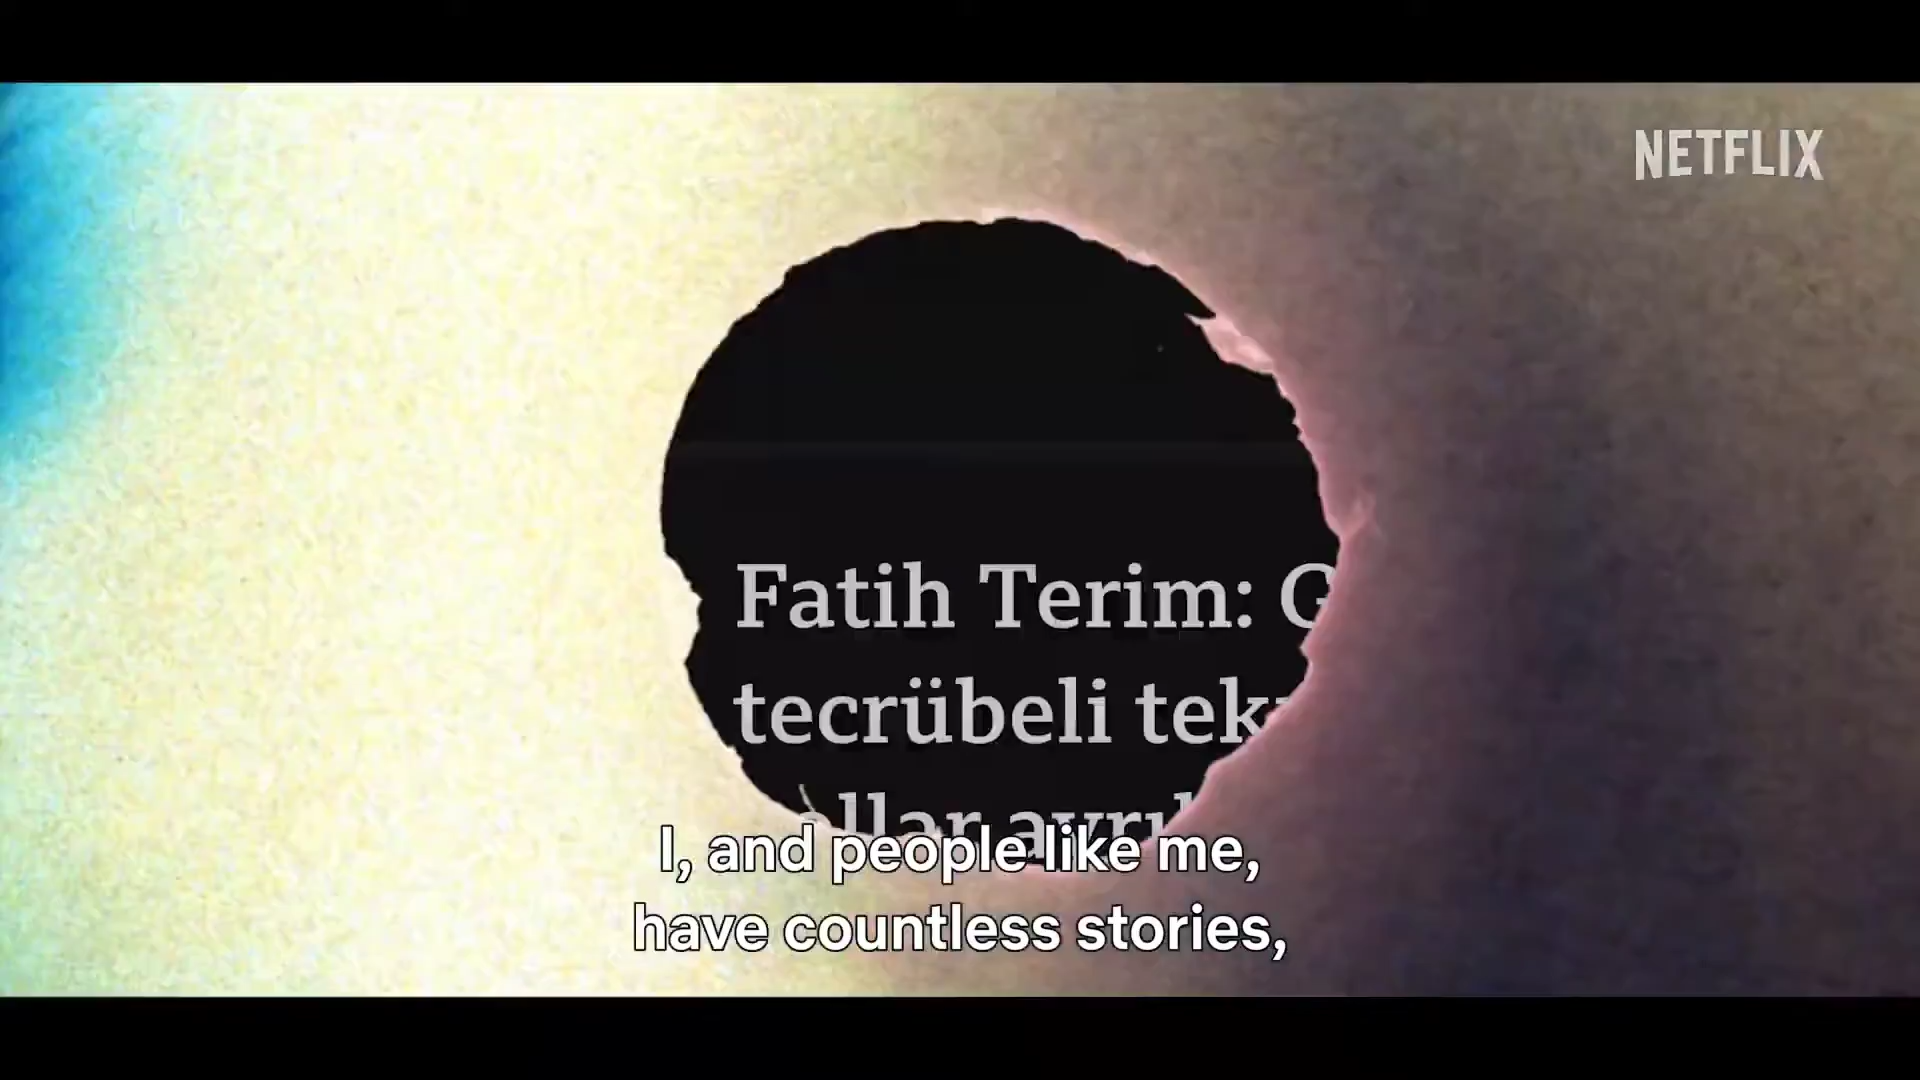 NETFLIX
Fatih Terim:
tecrübeli
I, and people like me,
have countless stories,